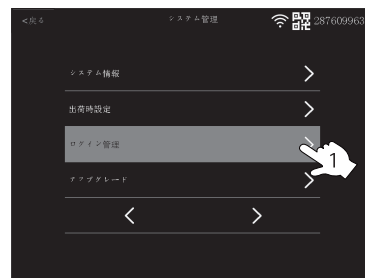 <戻る システム管理 287609963
システム情報
出荷時設定
ログイン管理
1
アップグレード